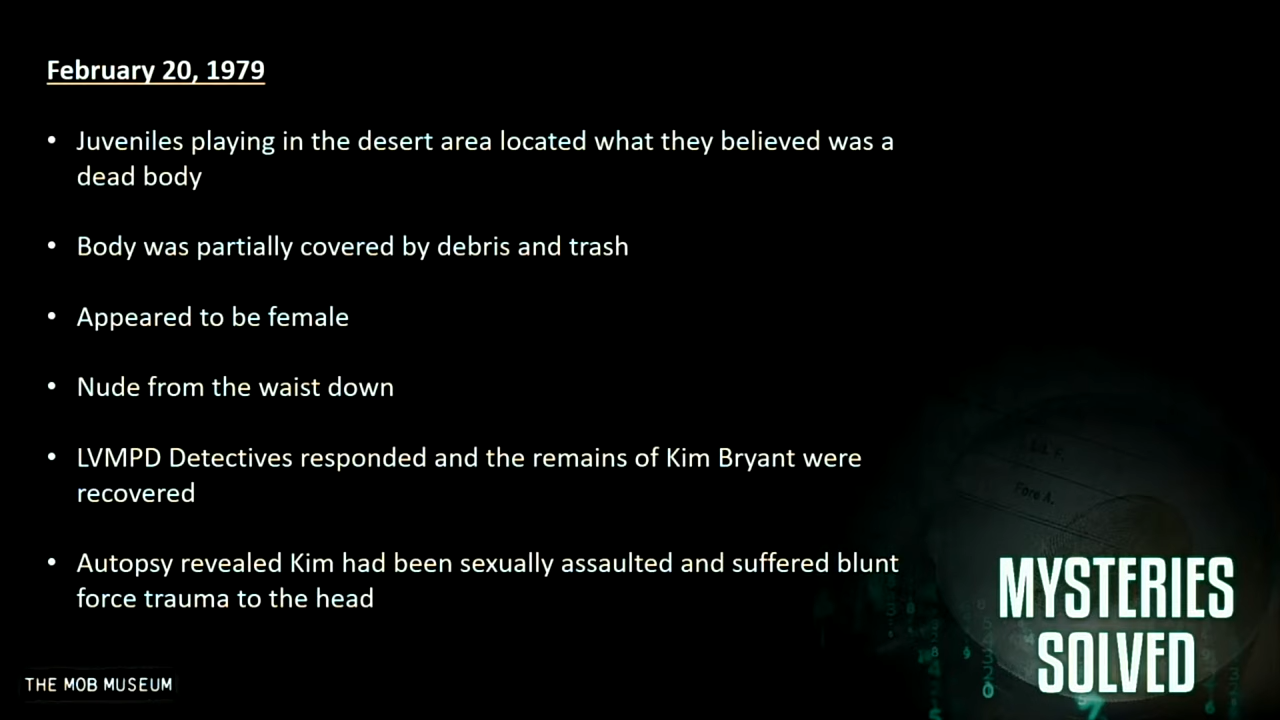 February 20, 1979
• Juveniles playing in the desert area located what they believed was a
dead body
• Body was partially covered by debris and trash
• Appeared to be female
• Nude from the waist down
• LVMPD Detectives responded and the remains of Kim Bryant were
recovered
• Autopsy revealed Kim had been sexually assaulted and suffered blunt
force trauma to the head
Fore A.
MYSTERIES
SOLVED
THE MOB MUSEUM